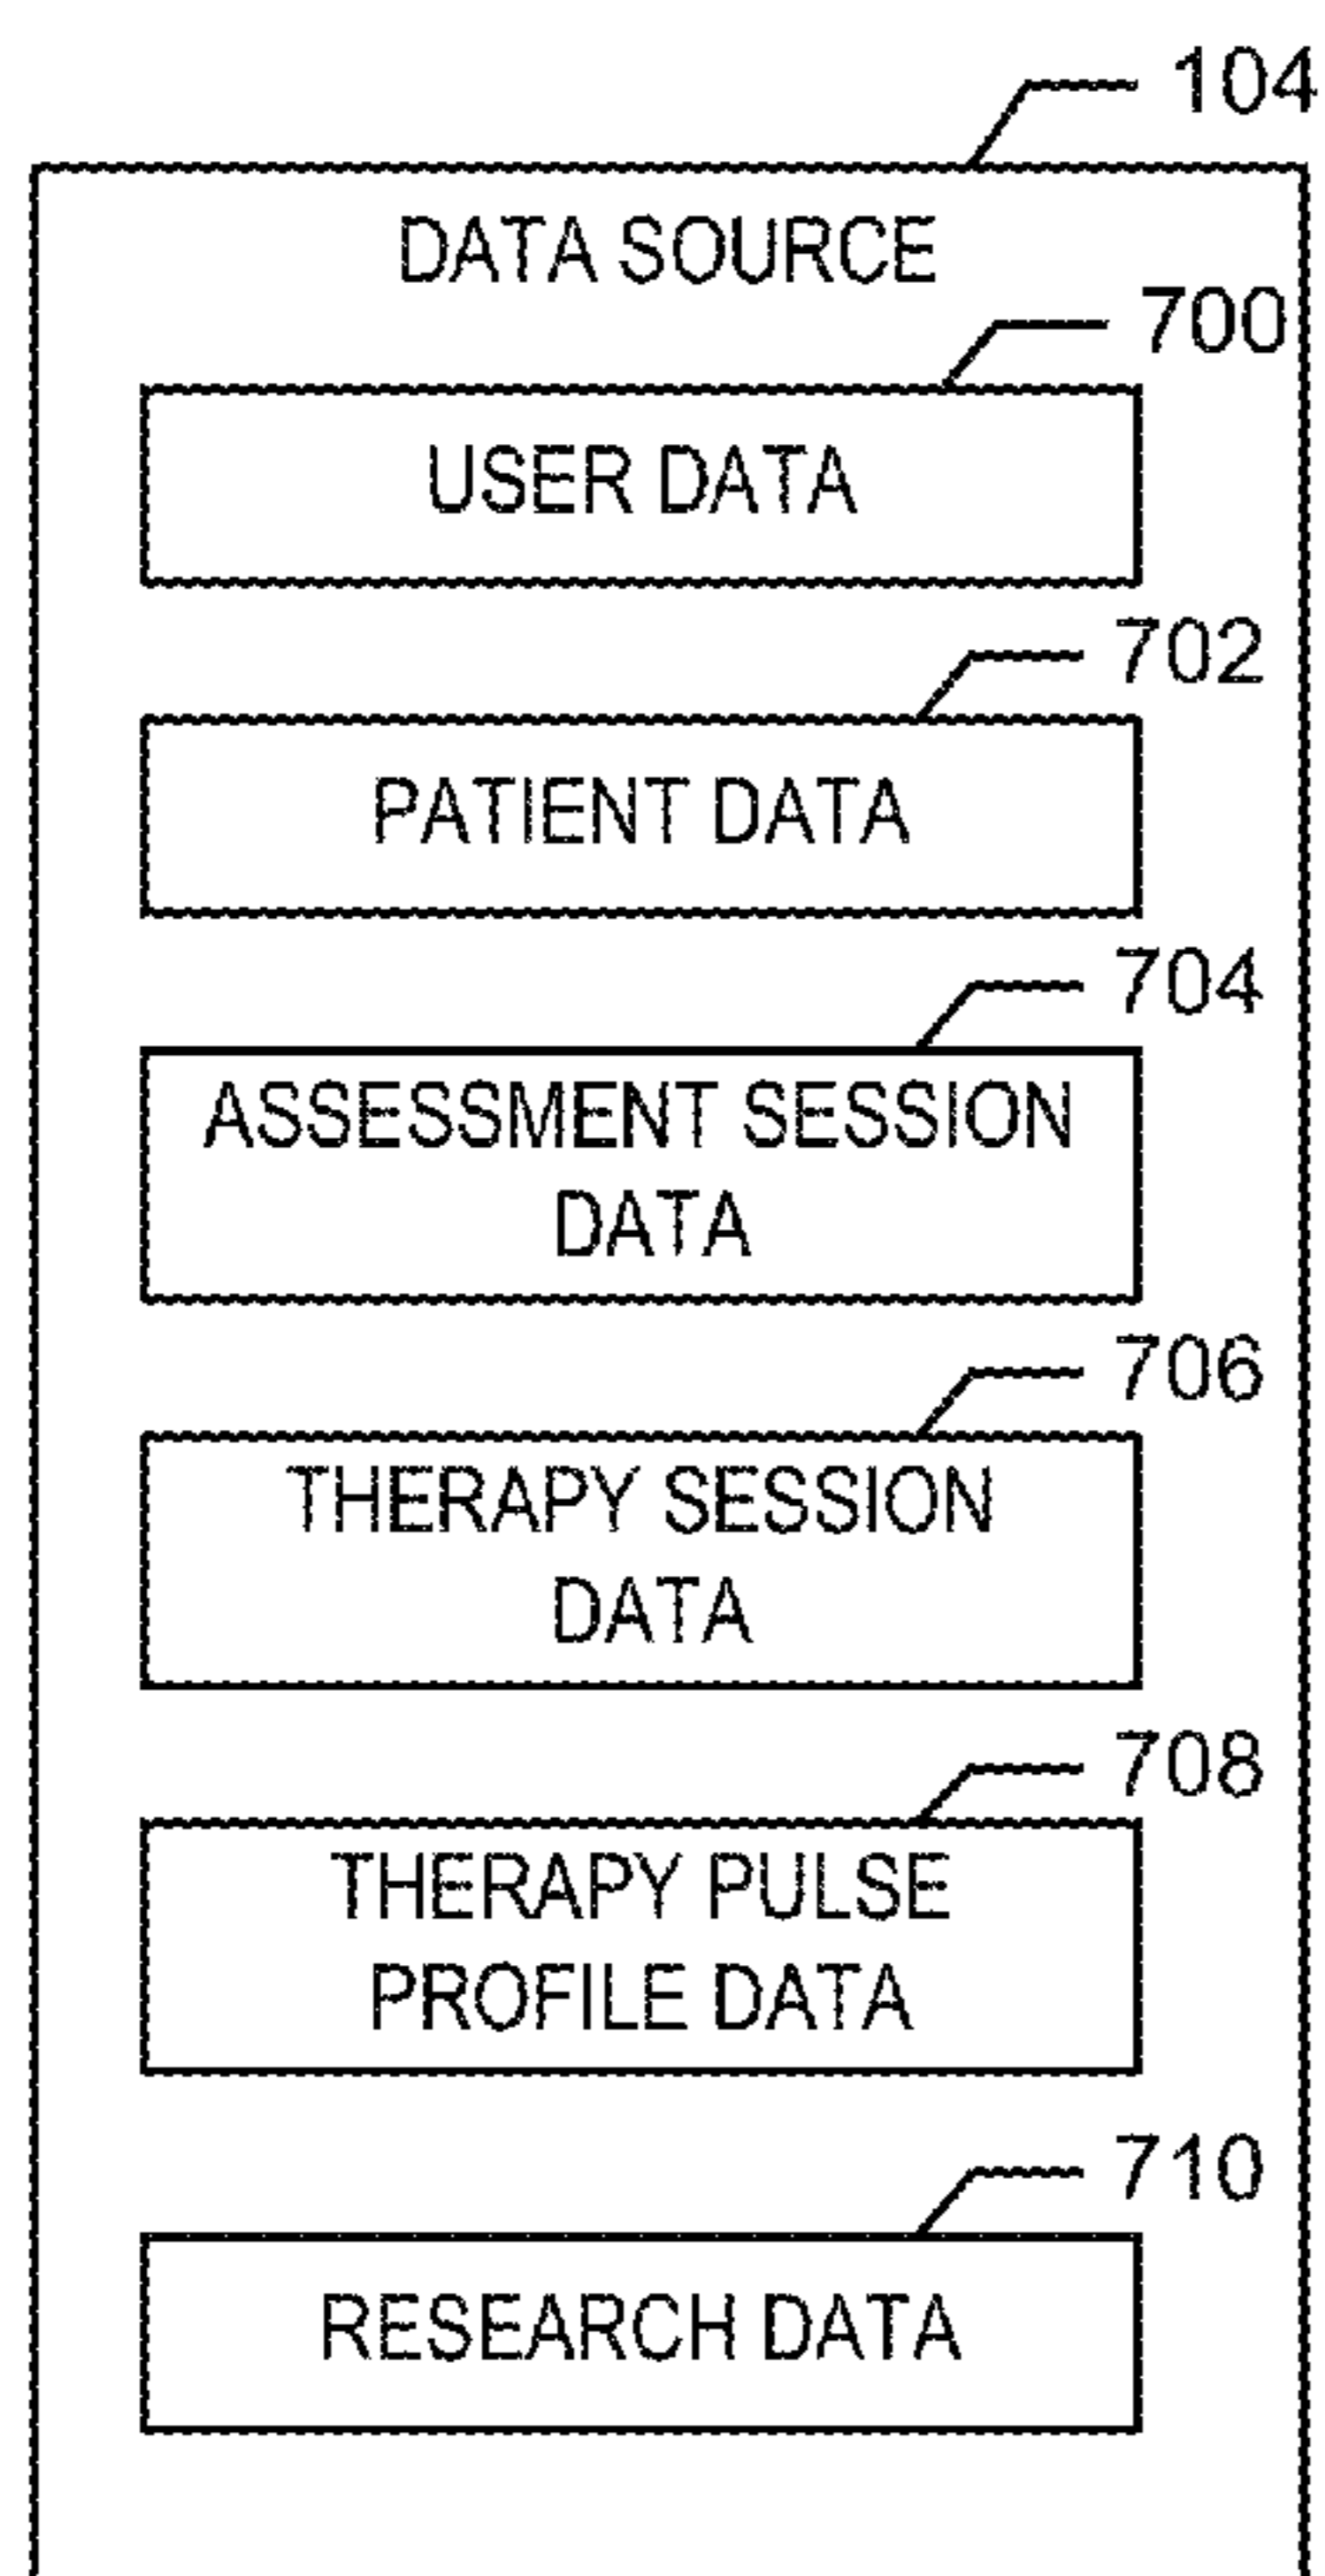 104
DATA SOURCE
700
USER DATA
702
PATIENT DATA
704
ASSESSMENT SESSION
DATA
706
THERAPY SESSION
DATA
708
THERAPY PULSE
PROFILE DATA
710
RESEARCH DATA